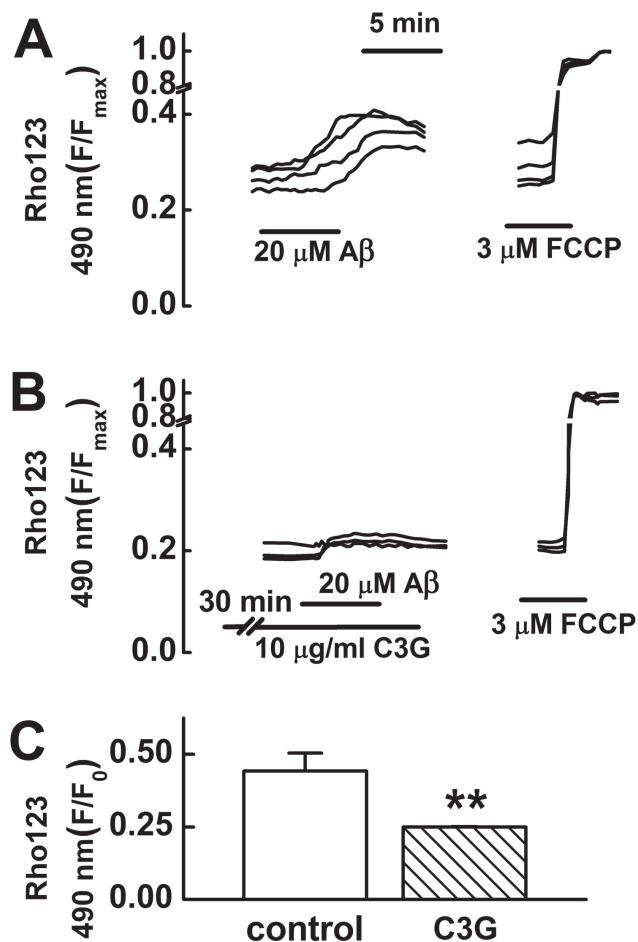 A
5 min
1.0
0.8
0.4
0.2
0.0
Rho123
490 nm(F/Fmax)
20 μM Aβ
3 μM FCCP
B
1.0
0.8
0.4
0.2
0.0
Rho123
490 nm(F/Fmax)
20 μM Aβ
30 min
10 μg/ml C3G
3 μM FCCP
C
0.50
0.25
0.00
Rho123
490 nm(F/F0)
**
control
C3G